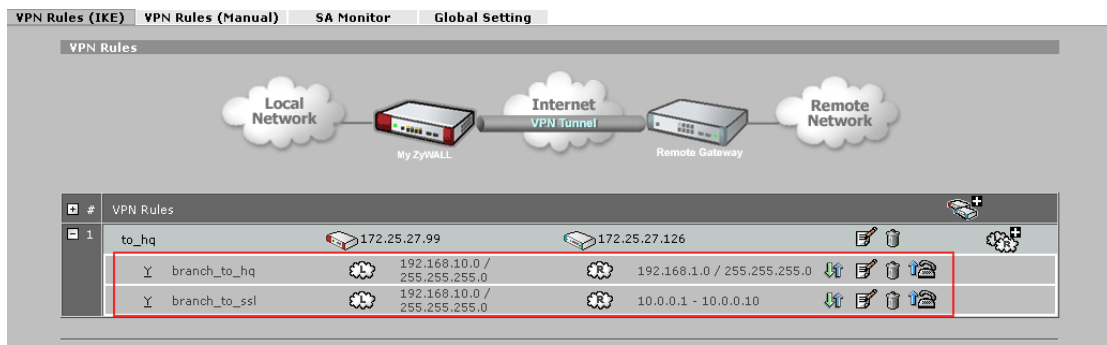 VPN Rules (IKE) VPN Rules (Manual) SA Monitor Global Setting
VPN Rules
Local Network
Internet
VPN Tunnel
Remote Network
My ZyWALL
Remote Gateway
# VPN Rules
1 to_hq 172.25.27.99 172.25.27.126
Y branch_to_hq L 192.168.10.0 / 255.255.255.0 R 192.168.1.0 / 255.255.255.0
Y branch_to_ssl L 192.168.10.0 / 255.255.255.0 R 10.0.0.1 - 10.0.0.10